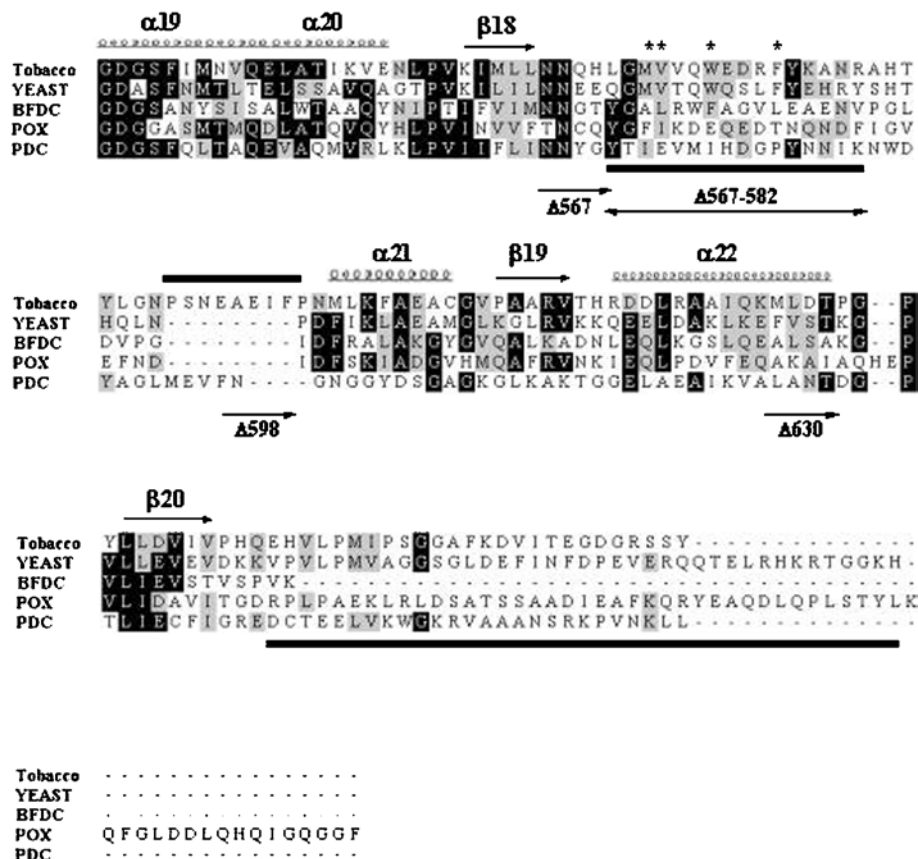 α19 α20 β18
** * *
Tobacco GDGSFIMNVQELATIKVENLPVKIMLLNNQHLGMVVQWEDRFYKANRAHT
YEAST GDASFNMTLTELSSAVQAGTPVKILILNNEEQGMVTQWQSLFYEHRYSHT
BFDC GDGSANYSISALWTAAQYNIPTIFVIMNNGTYGALRWFAGVLEAENVPGL
POX GDGGASMTMQDLATQVQYHLPVINVVFTNCQYGFIKDEQEDTNQNDFIGV
PDC GDGSFQLTAQEVAQMVRLKLPVIIFLINNYGYTIEVMIHDGPYNNIKNWD
Δ567 Δ567-582
α21 β19 α22
Tobacco YLGNPSNEAEIFPNMLKFAEACGVPAARVTHRDDLRAAIQKMLDTPG--P
YEAST HQLN--------PDFIKLAEAMGLKGLRVKKQEELDAKLKEFVSTKG--P
BFDC DVPG--------IDFRALAKGYGVQALKADNLEQLKGSLQEALSAKG--P
POX EFND--------IDFSKIADGVHMQAFRVNKIEQLPDVFEQAKAIAQHEP
PDC YAGLMEVFN----GNGGYDSGAGKGLKAKTGGELAEAIKVALANTDG--P
Δ598 Δ630
β20
Tobacco YLLDVIVPHQEHVLPMIPSGGAFKDVITEGDGRSSY--------------
YEAST VLLEVEVDKKVPVLPMVAGGSGLDEFINFDPEVERQQTELRHKRTGGKH-
BFDC VLIEVSTVSPVK--------------------------------------
POX VLIDAVITGDRPLPAEKLRLDSATSSAADIEAFKQRYEAQDLQPLSTYLK
PDC TLIECFIGREDCTEELVKWGKRVAAANSRKPVNKLL--------------
Tobacco ----------------
YEAST ----------------
BFDC ----------------
POX QFGLDDLQHQIGQGGF
PDC ----------------